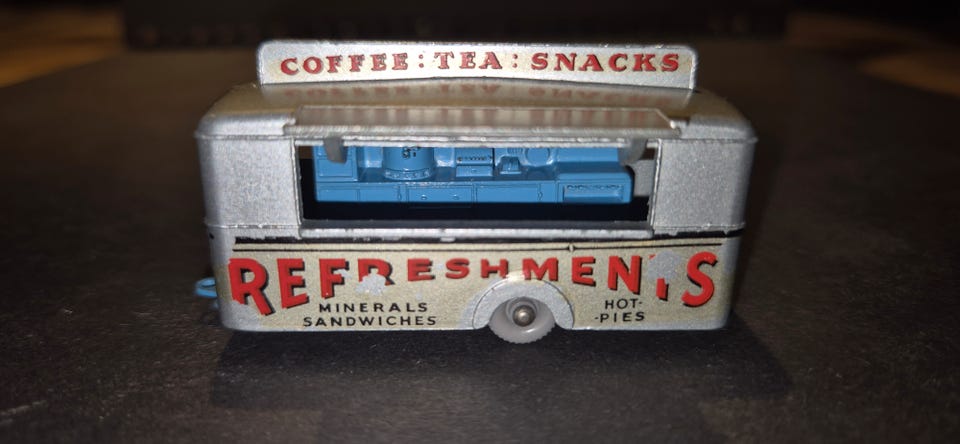 COFFEE : TEA : SNACKS
REFRESHMENTS
MINERALS
SANDWICHES
HOT-
-PIES